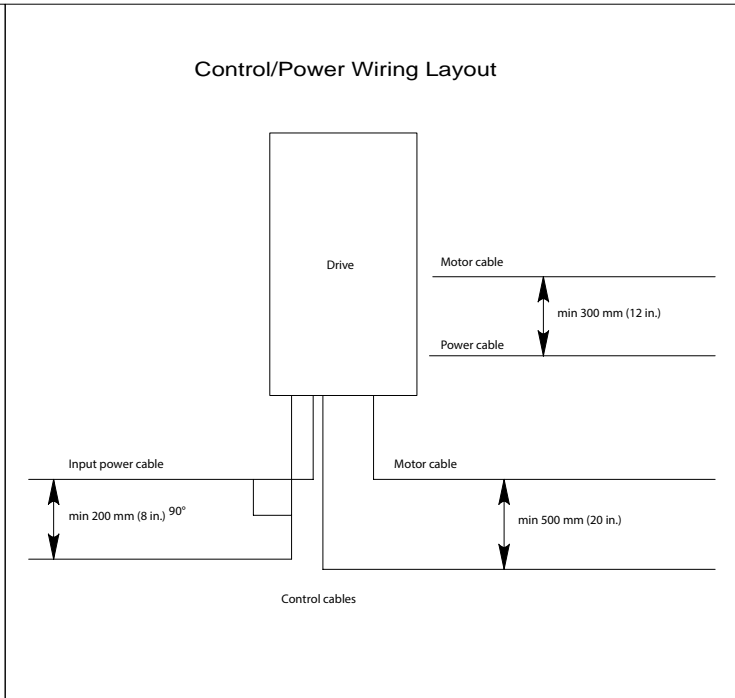 Control/Power Wiring Layout
Drive
Motor cable
min 300 mm (12 in.)
Power cable
Input power cable
Motor cable
min 200 mm (8 in.) 90°
min 500 mm (20 in.)
Control cables